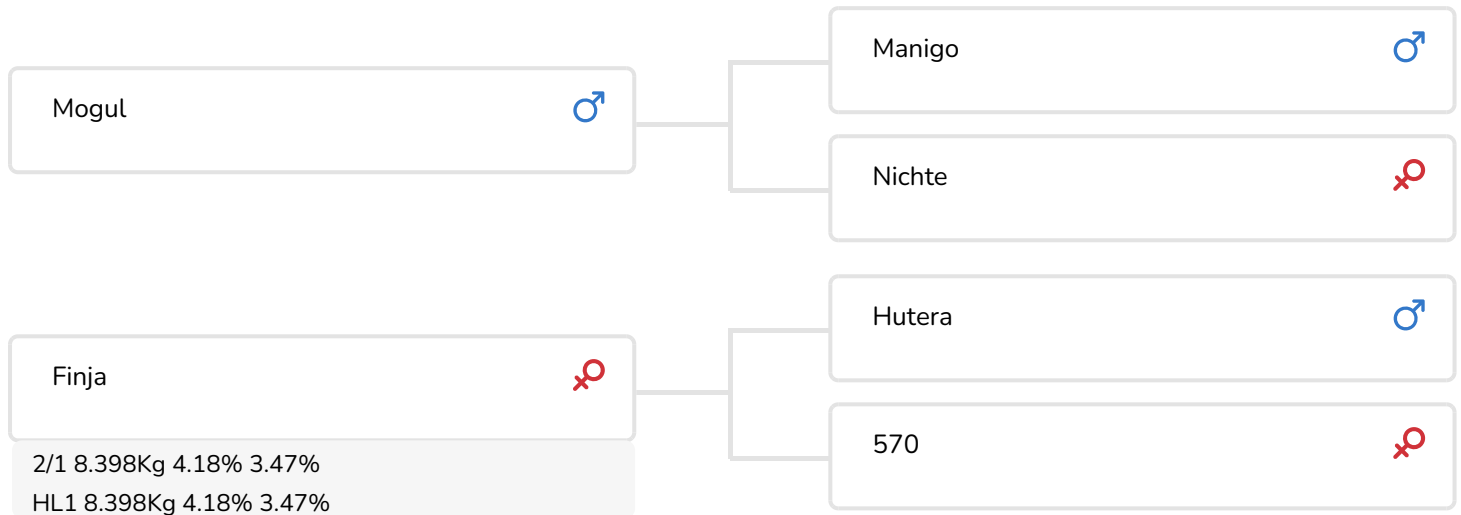 Manigo
Mogul
Nichte
Hutera
Finja
570
2/1 8.398Kg 4.18% 3.47%
HL1 8.398Kg 4.18% 3.47%